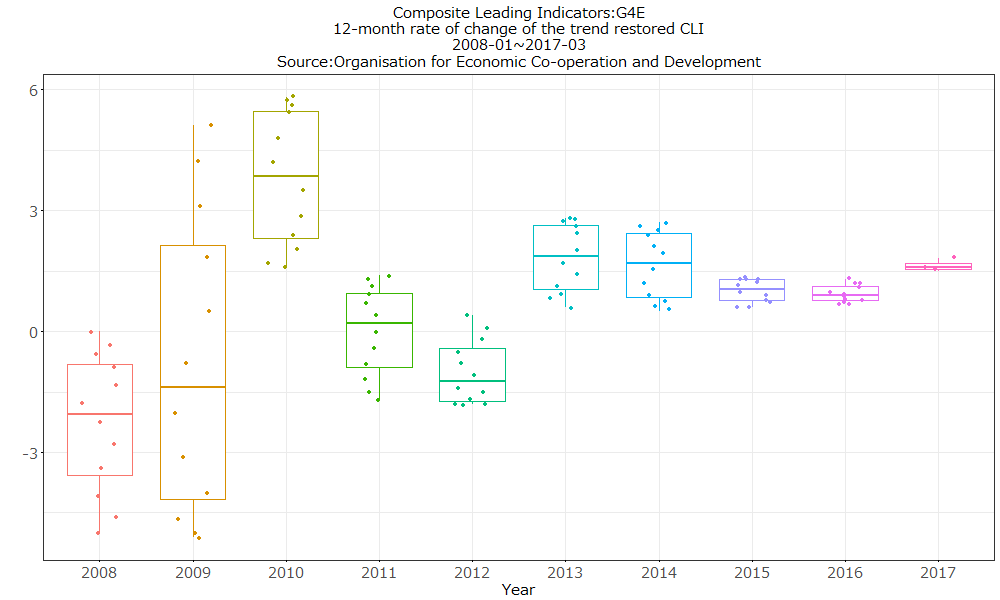 Composite Leading Indicators:G4E
12-month rate of change of the trend restored CLI
2008-01~2017-03
Source:Organisation for Economic Co-operation and Development
6
3
0
-3
2008 2009 2010 2011 2012 2013 2014 2015 2016 2017
Year